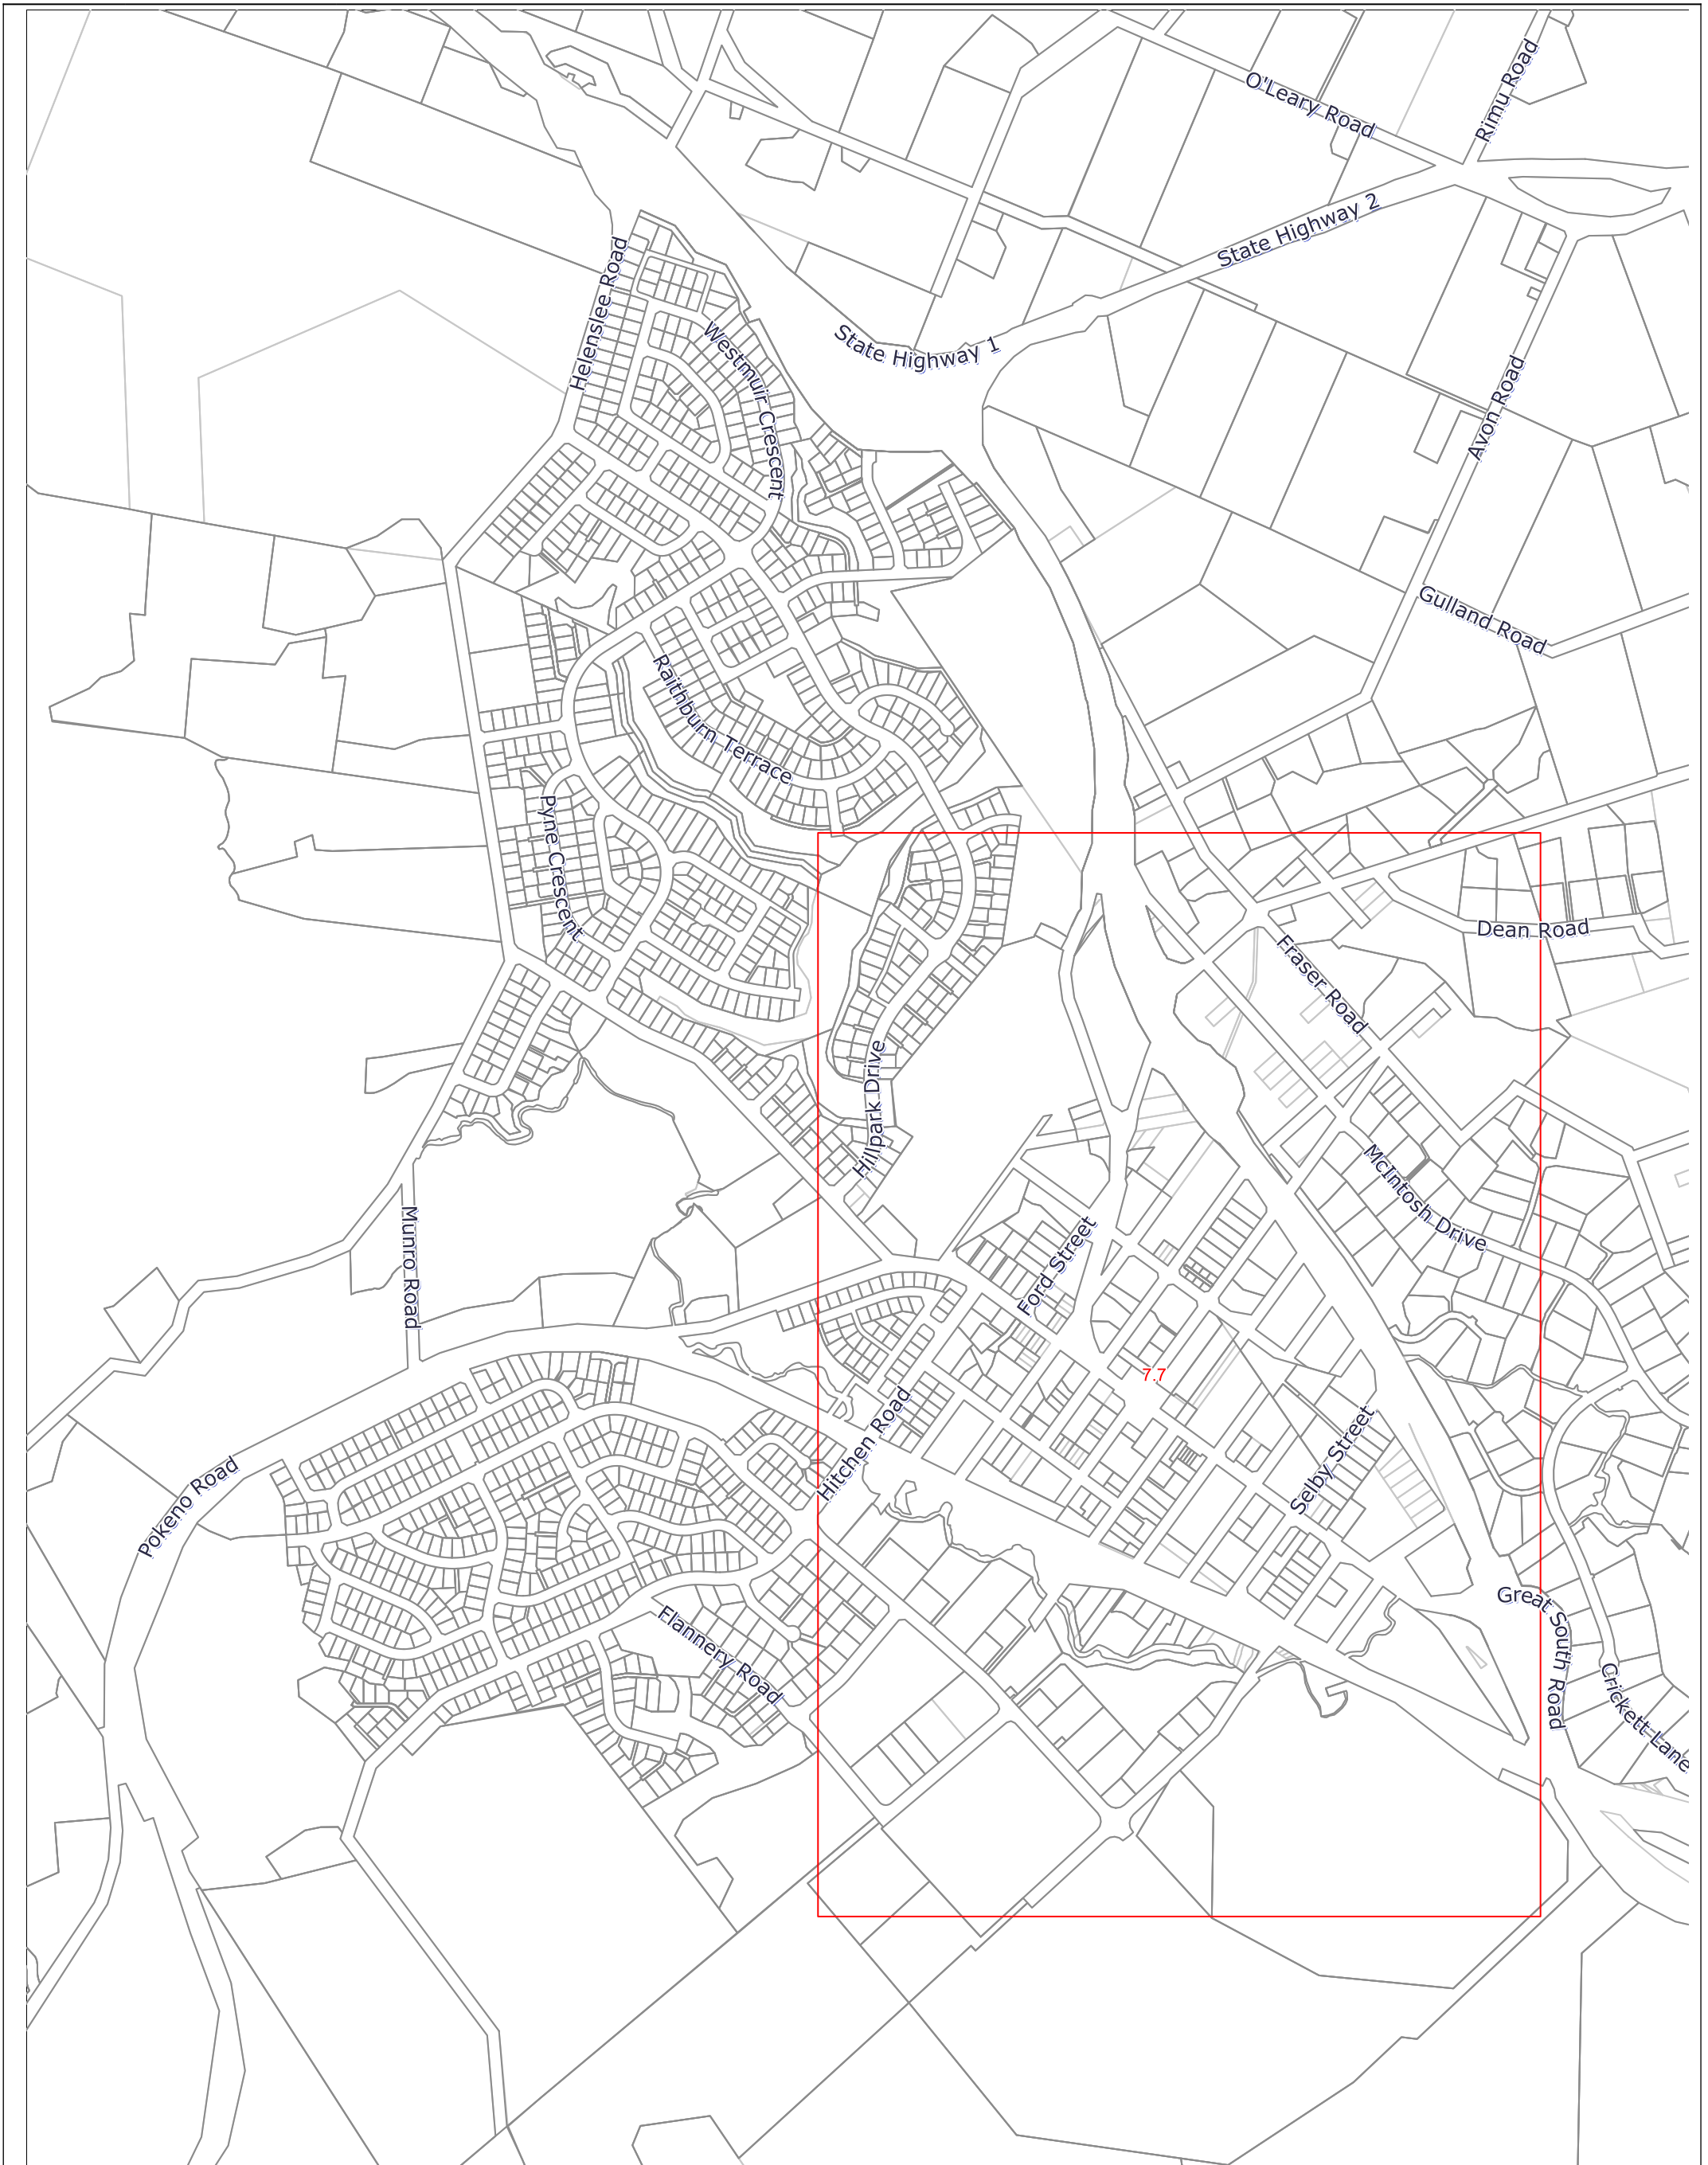 O'Leary Road
Rimu Road
State Highway 2
Helenslee Road
Westmuir Crescent
State Highway 1
Avon Road
Gulland Road
Raithburn Terrace
Pyne Crescent
Dean Road
Fraser Road
Hillpark Drive
McIntosh Drive
Munro Road
Ford Street
7.7
Hitchen Road
Selby Street
Pokeno Road
Great South Road
Flannery Road
Crickett Lane